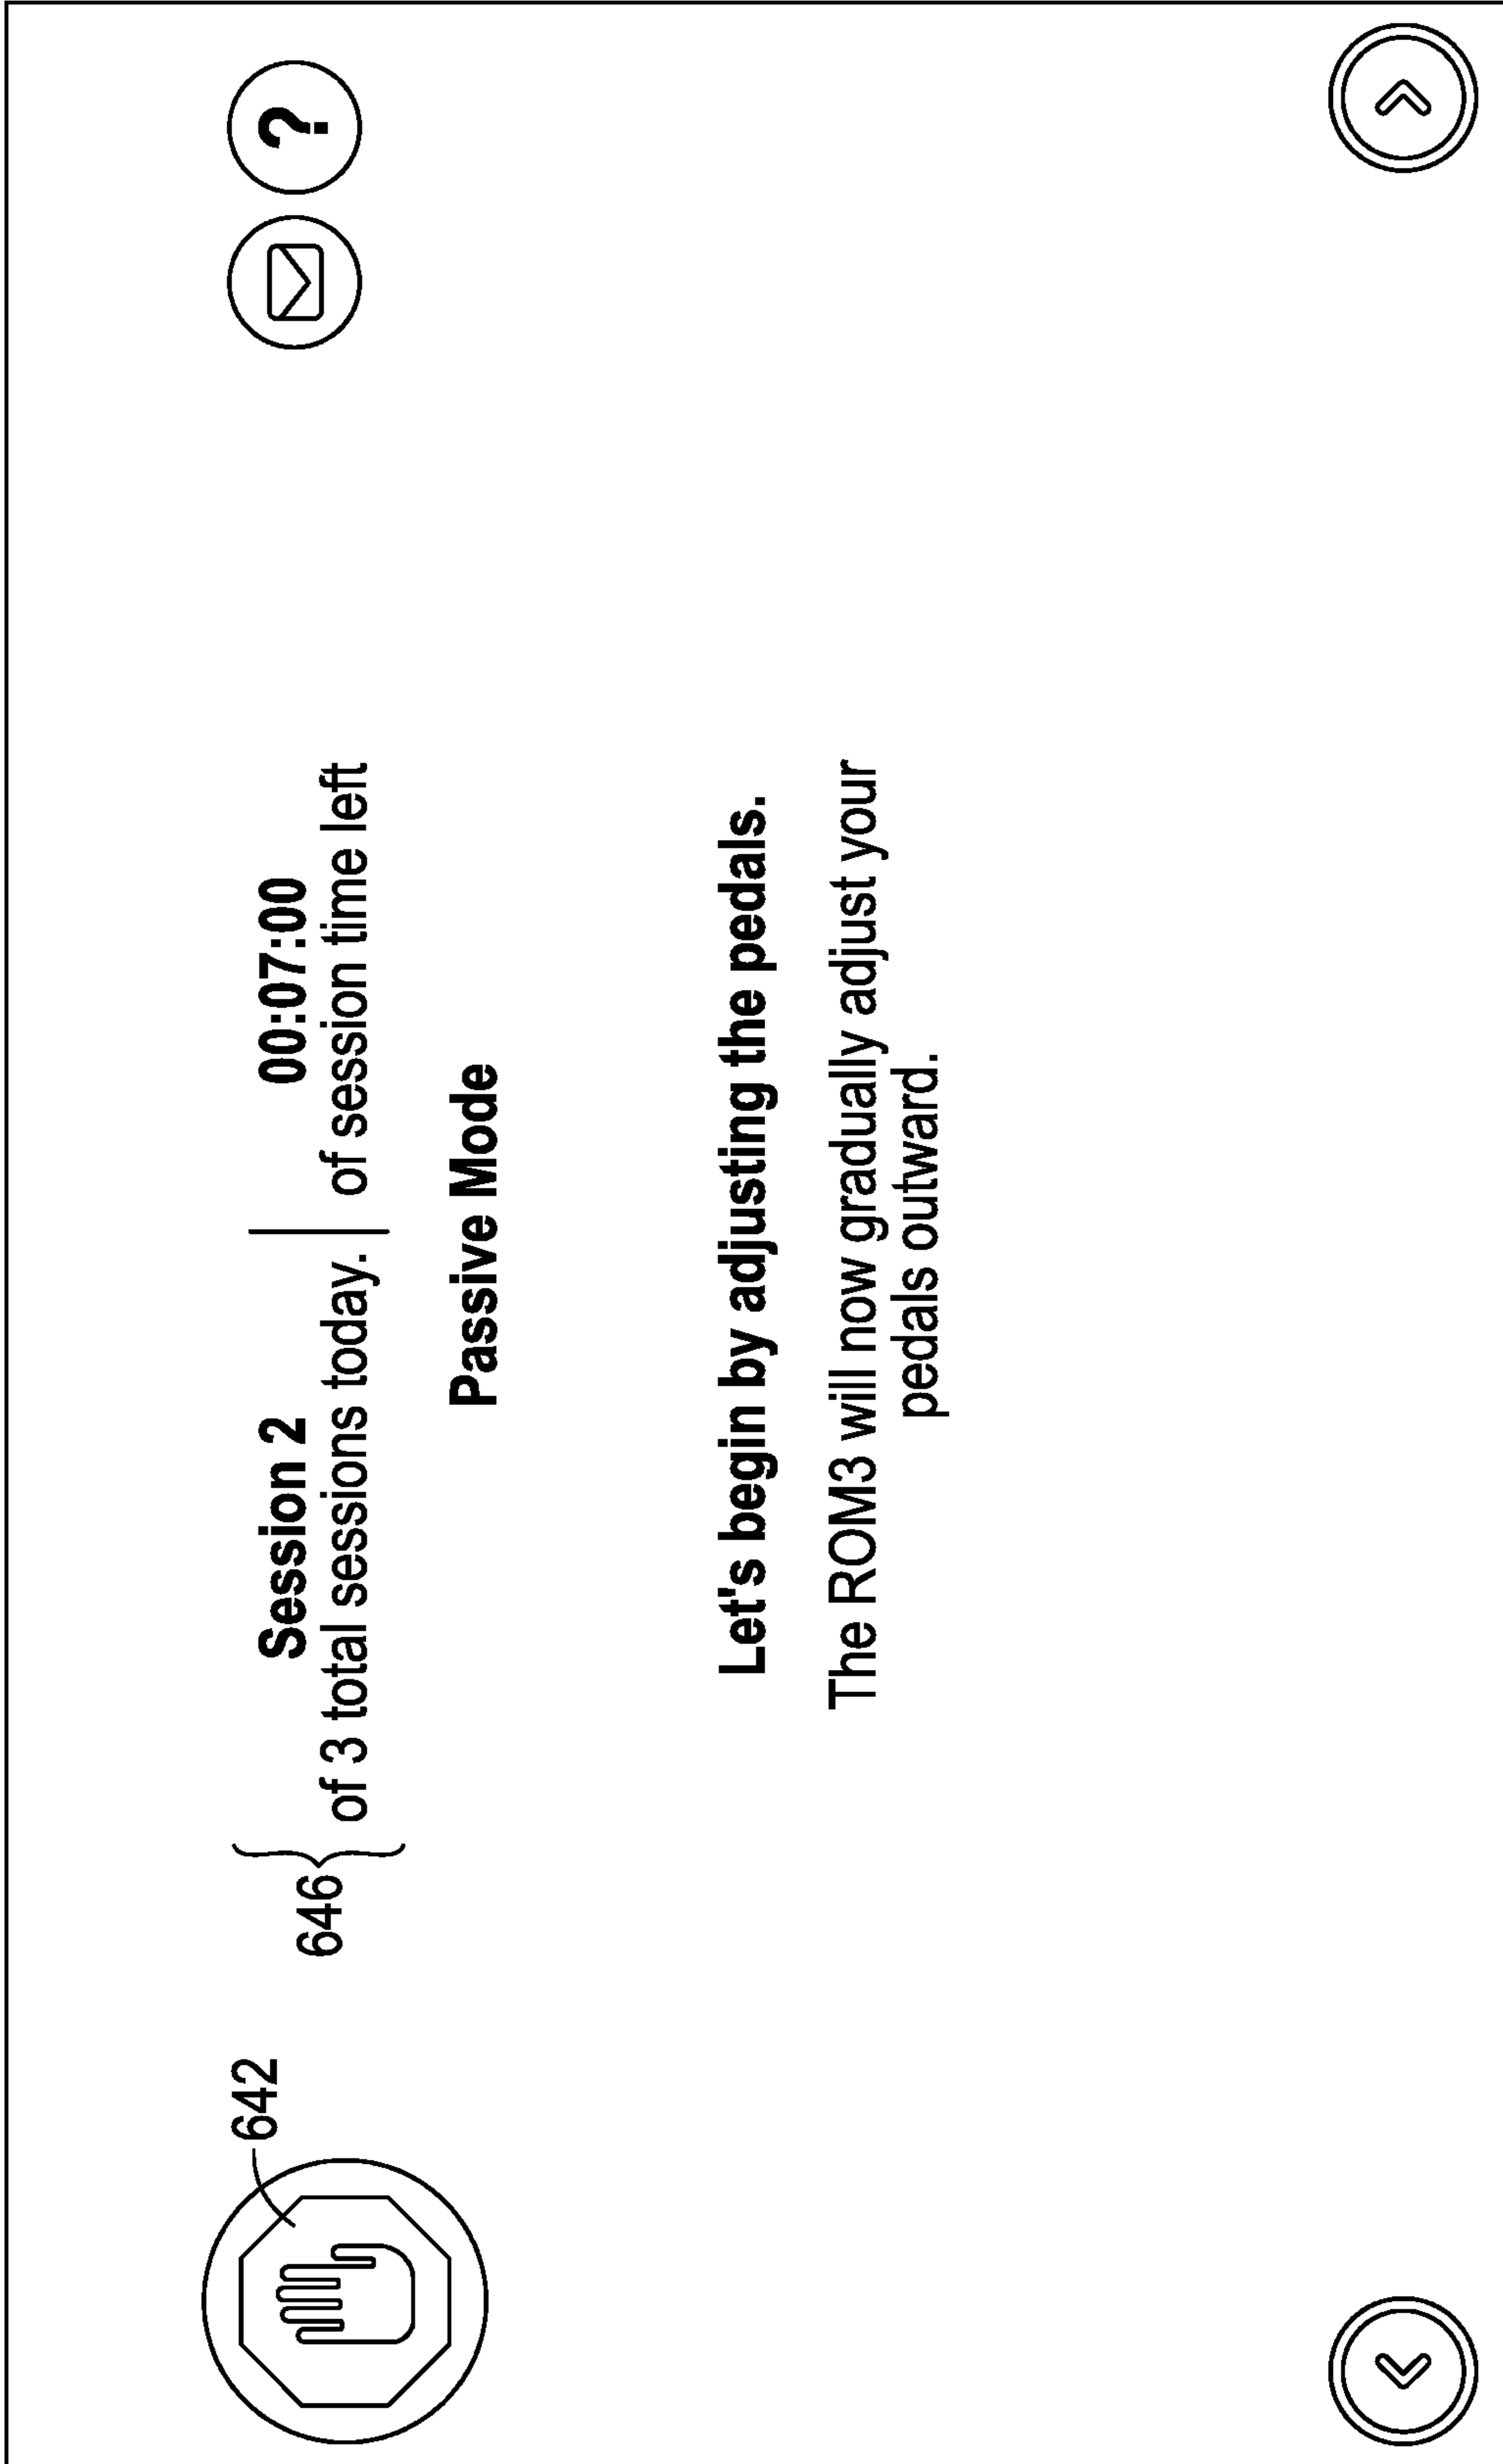 642
646
Session 2
of 3 total sessions today.
00:07:00
of session time left
Passive Mode
Let's begin by adjusting the pedals.
The ROM3 will now gradually adjust your
pedals outward.
?